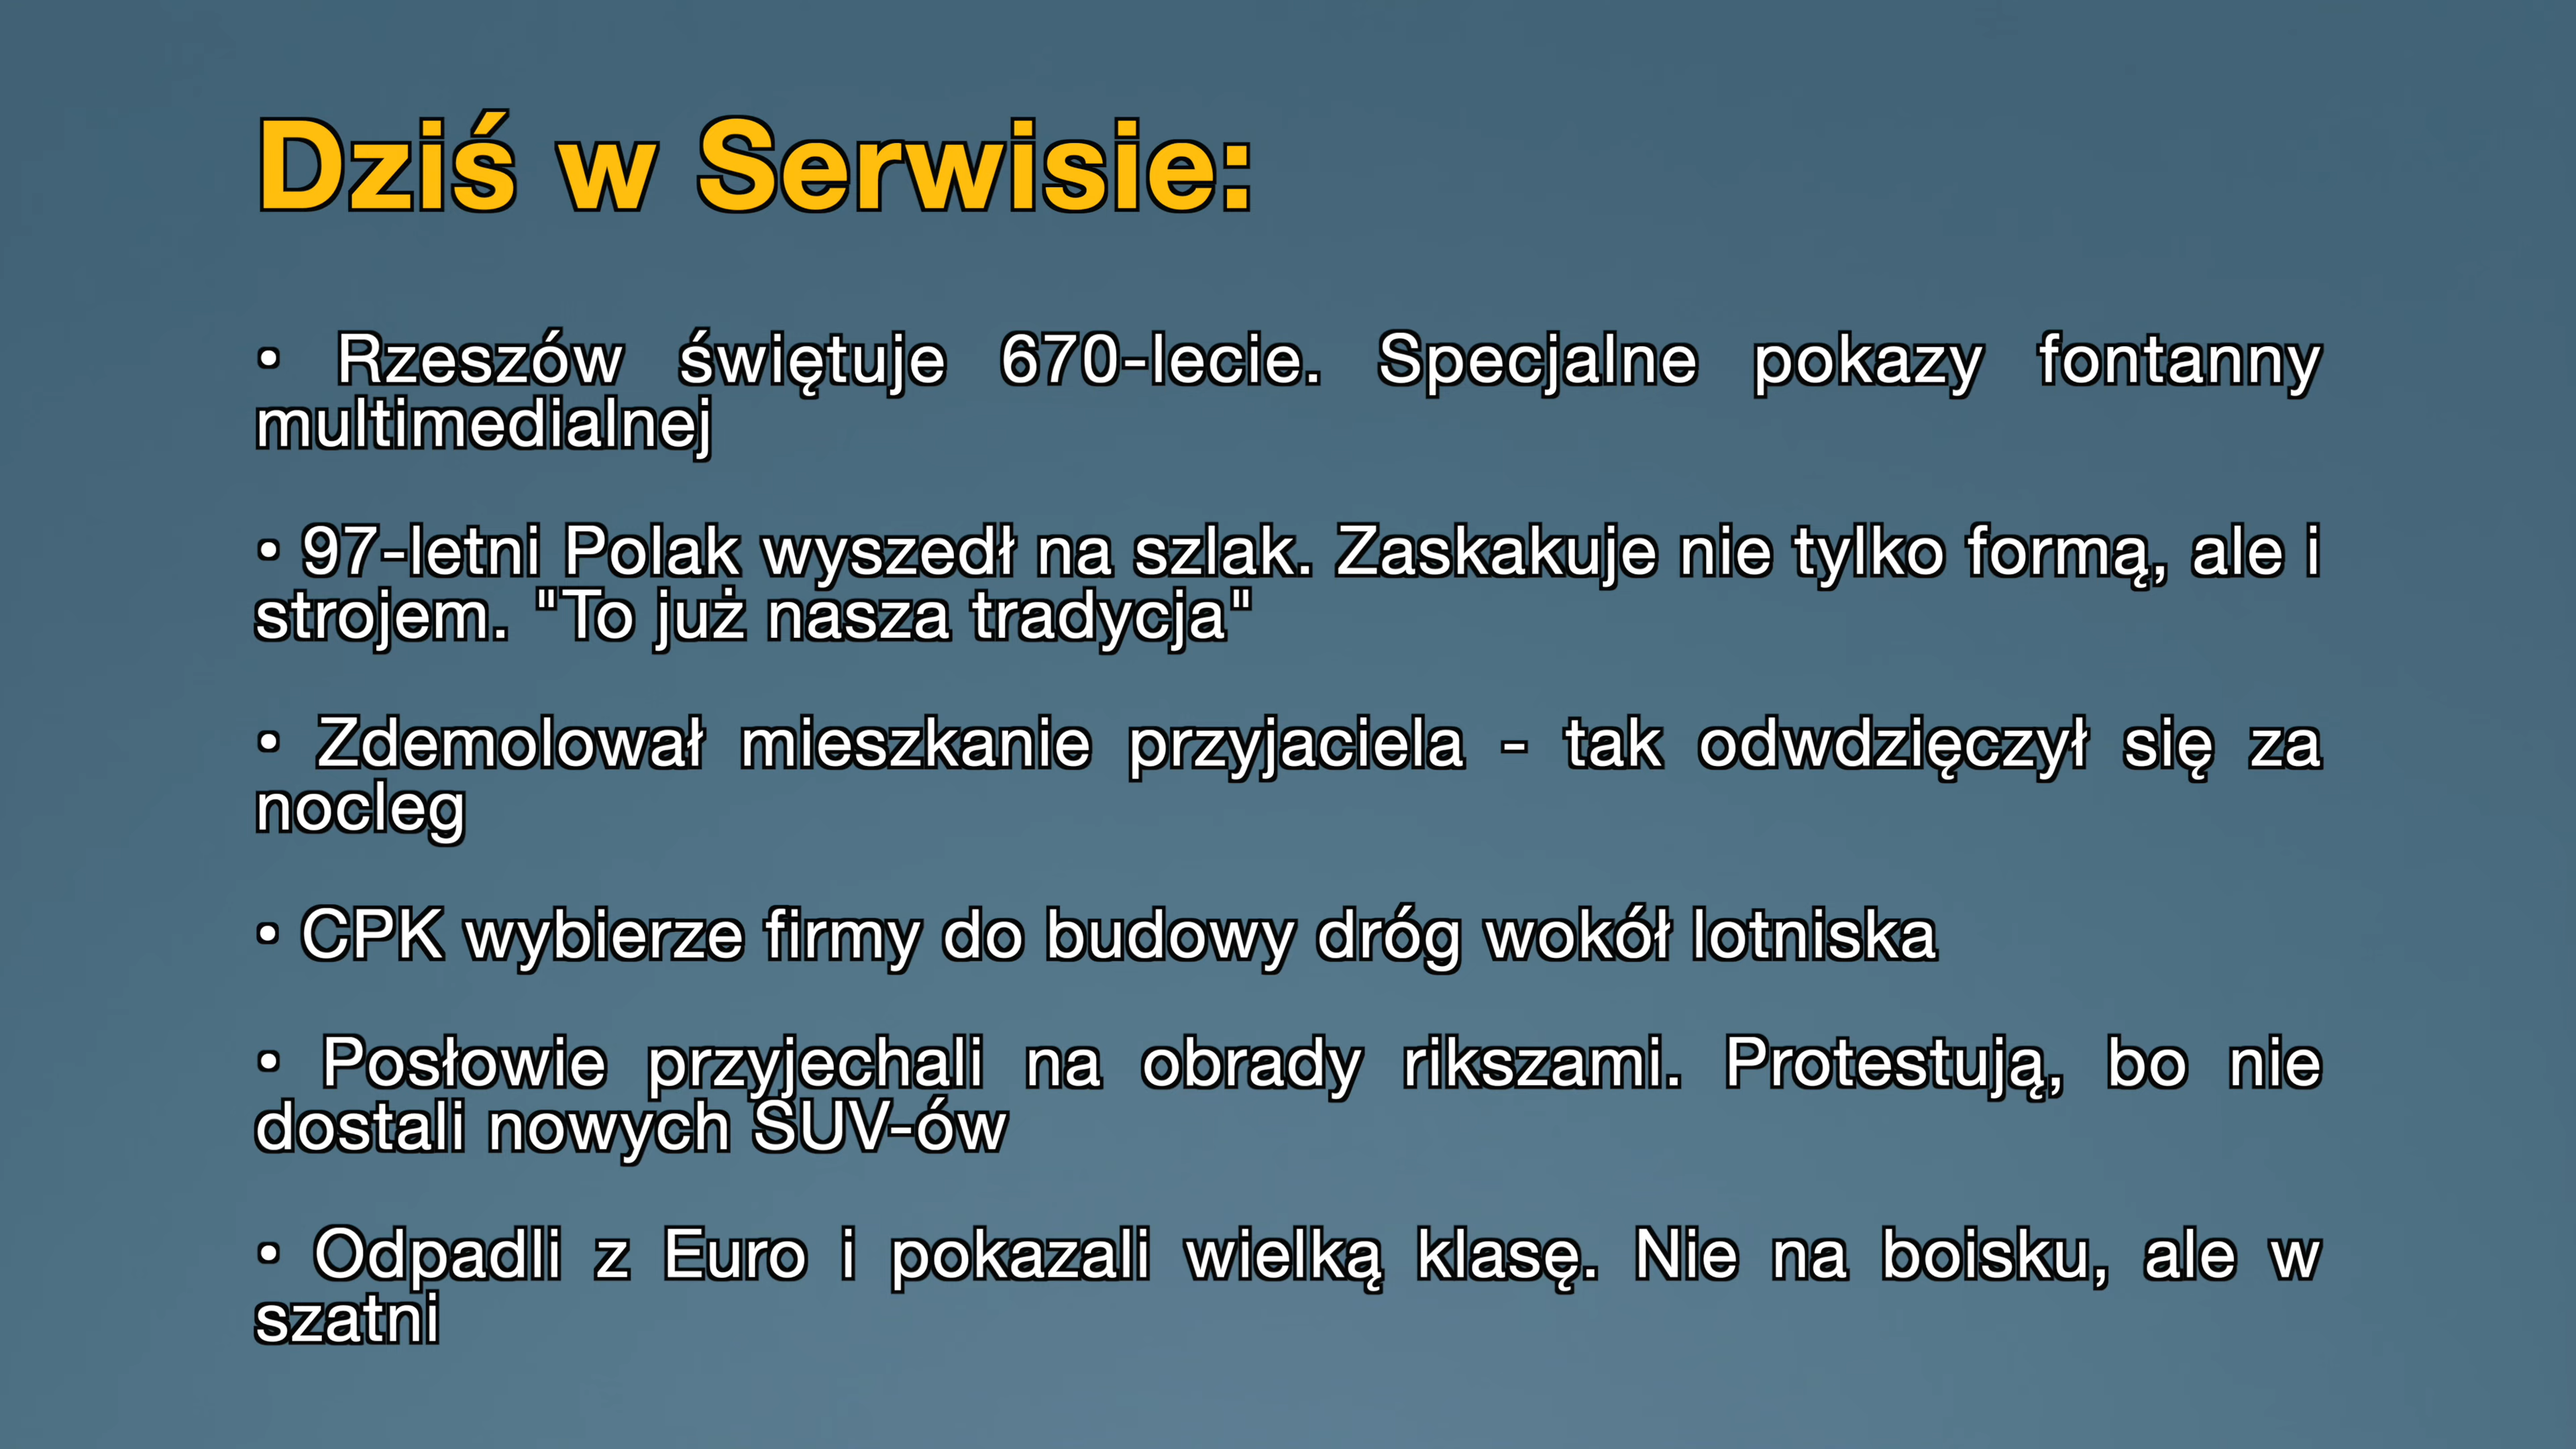 Dziś w Serwisie:
• Rzeszów świętuje 670-lecie. Specjalne pokazy fontanny
multimedialnej
• 97-letni Polak wyszedł na szlak. Zaskakuje nie tylko formą, ale i
strojem. "To już nasza tradycja"
• Zdemolował mieszkanie przyjaciela - tak odwdzięczył się za
nocleg
• CPK wybierze firmy do budowy dróg wokół lotniska
• Posłowie przyjechali na obrady rikszami. Protestują, bo nie
dostali nowych SUV-ów
• Odpadli z Euro i pokazali wielką klasę. Nie na boisku, ale w
szatni